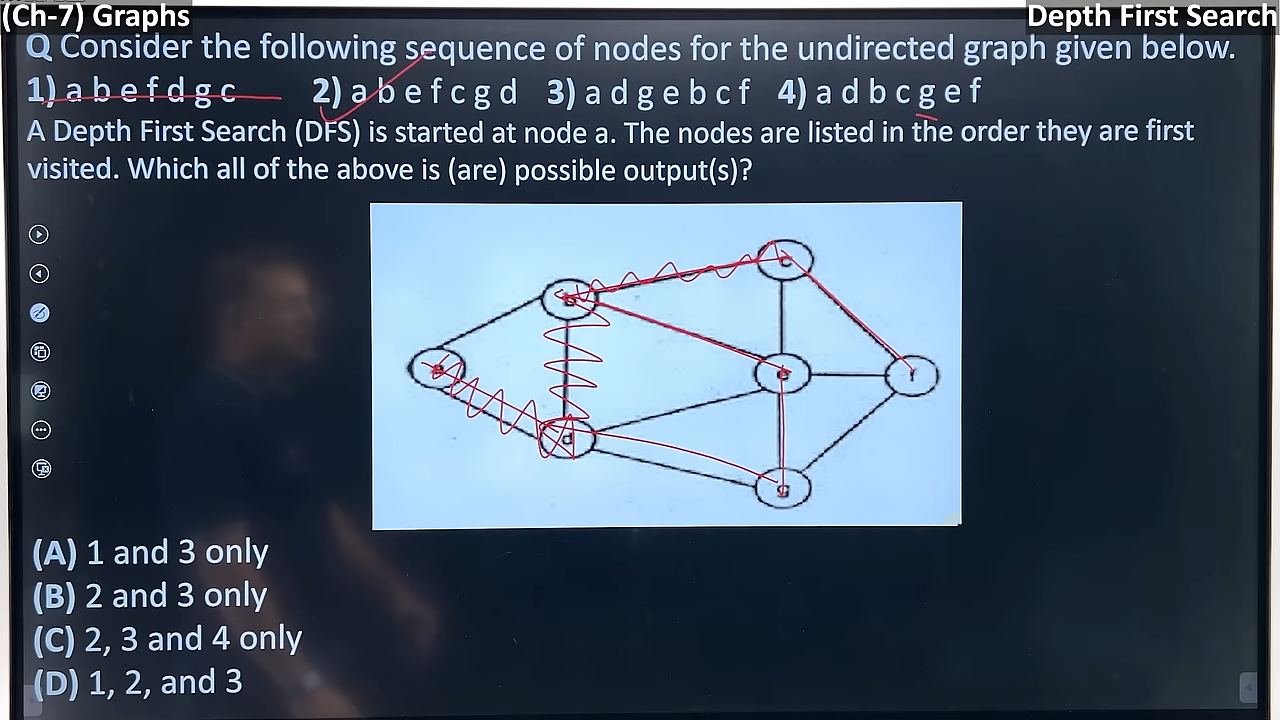 (Ch-7) Graphs
Depth First Search
Q Consider the following sequence of nodes for the undirected graph given below.
1) a b e f d g c 2) a b e f c g d 3) a d g e b c f 4) a d b c g e f
A Depth First Search (DFS) is started at node a. The nodes are listed in the order they are first
visited. Which all of the above is (are) possible output(s)?
c
e
f
d
g
(A) 1 and 3 only
(B) 2 and 3 only
(C) 2, 3 and 4 only
(D) 1, 2, and 3